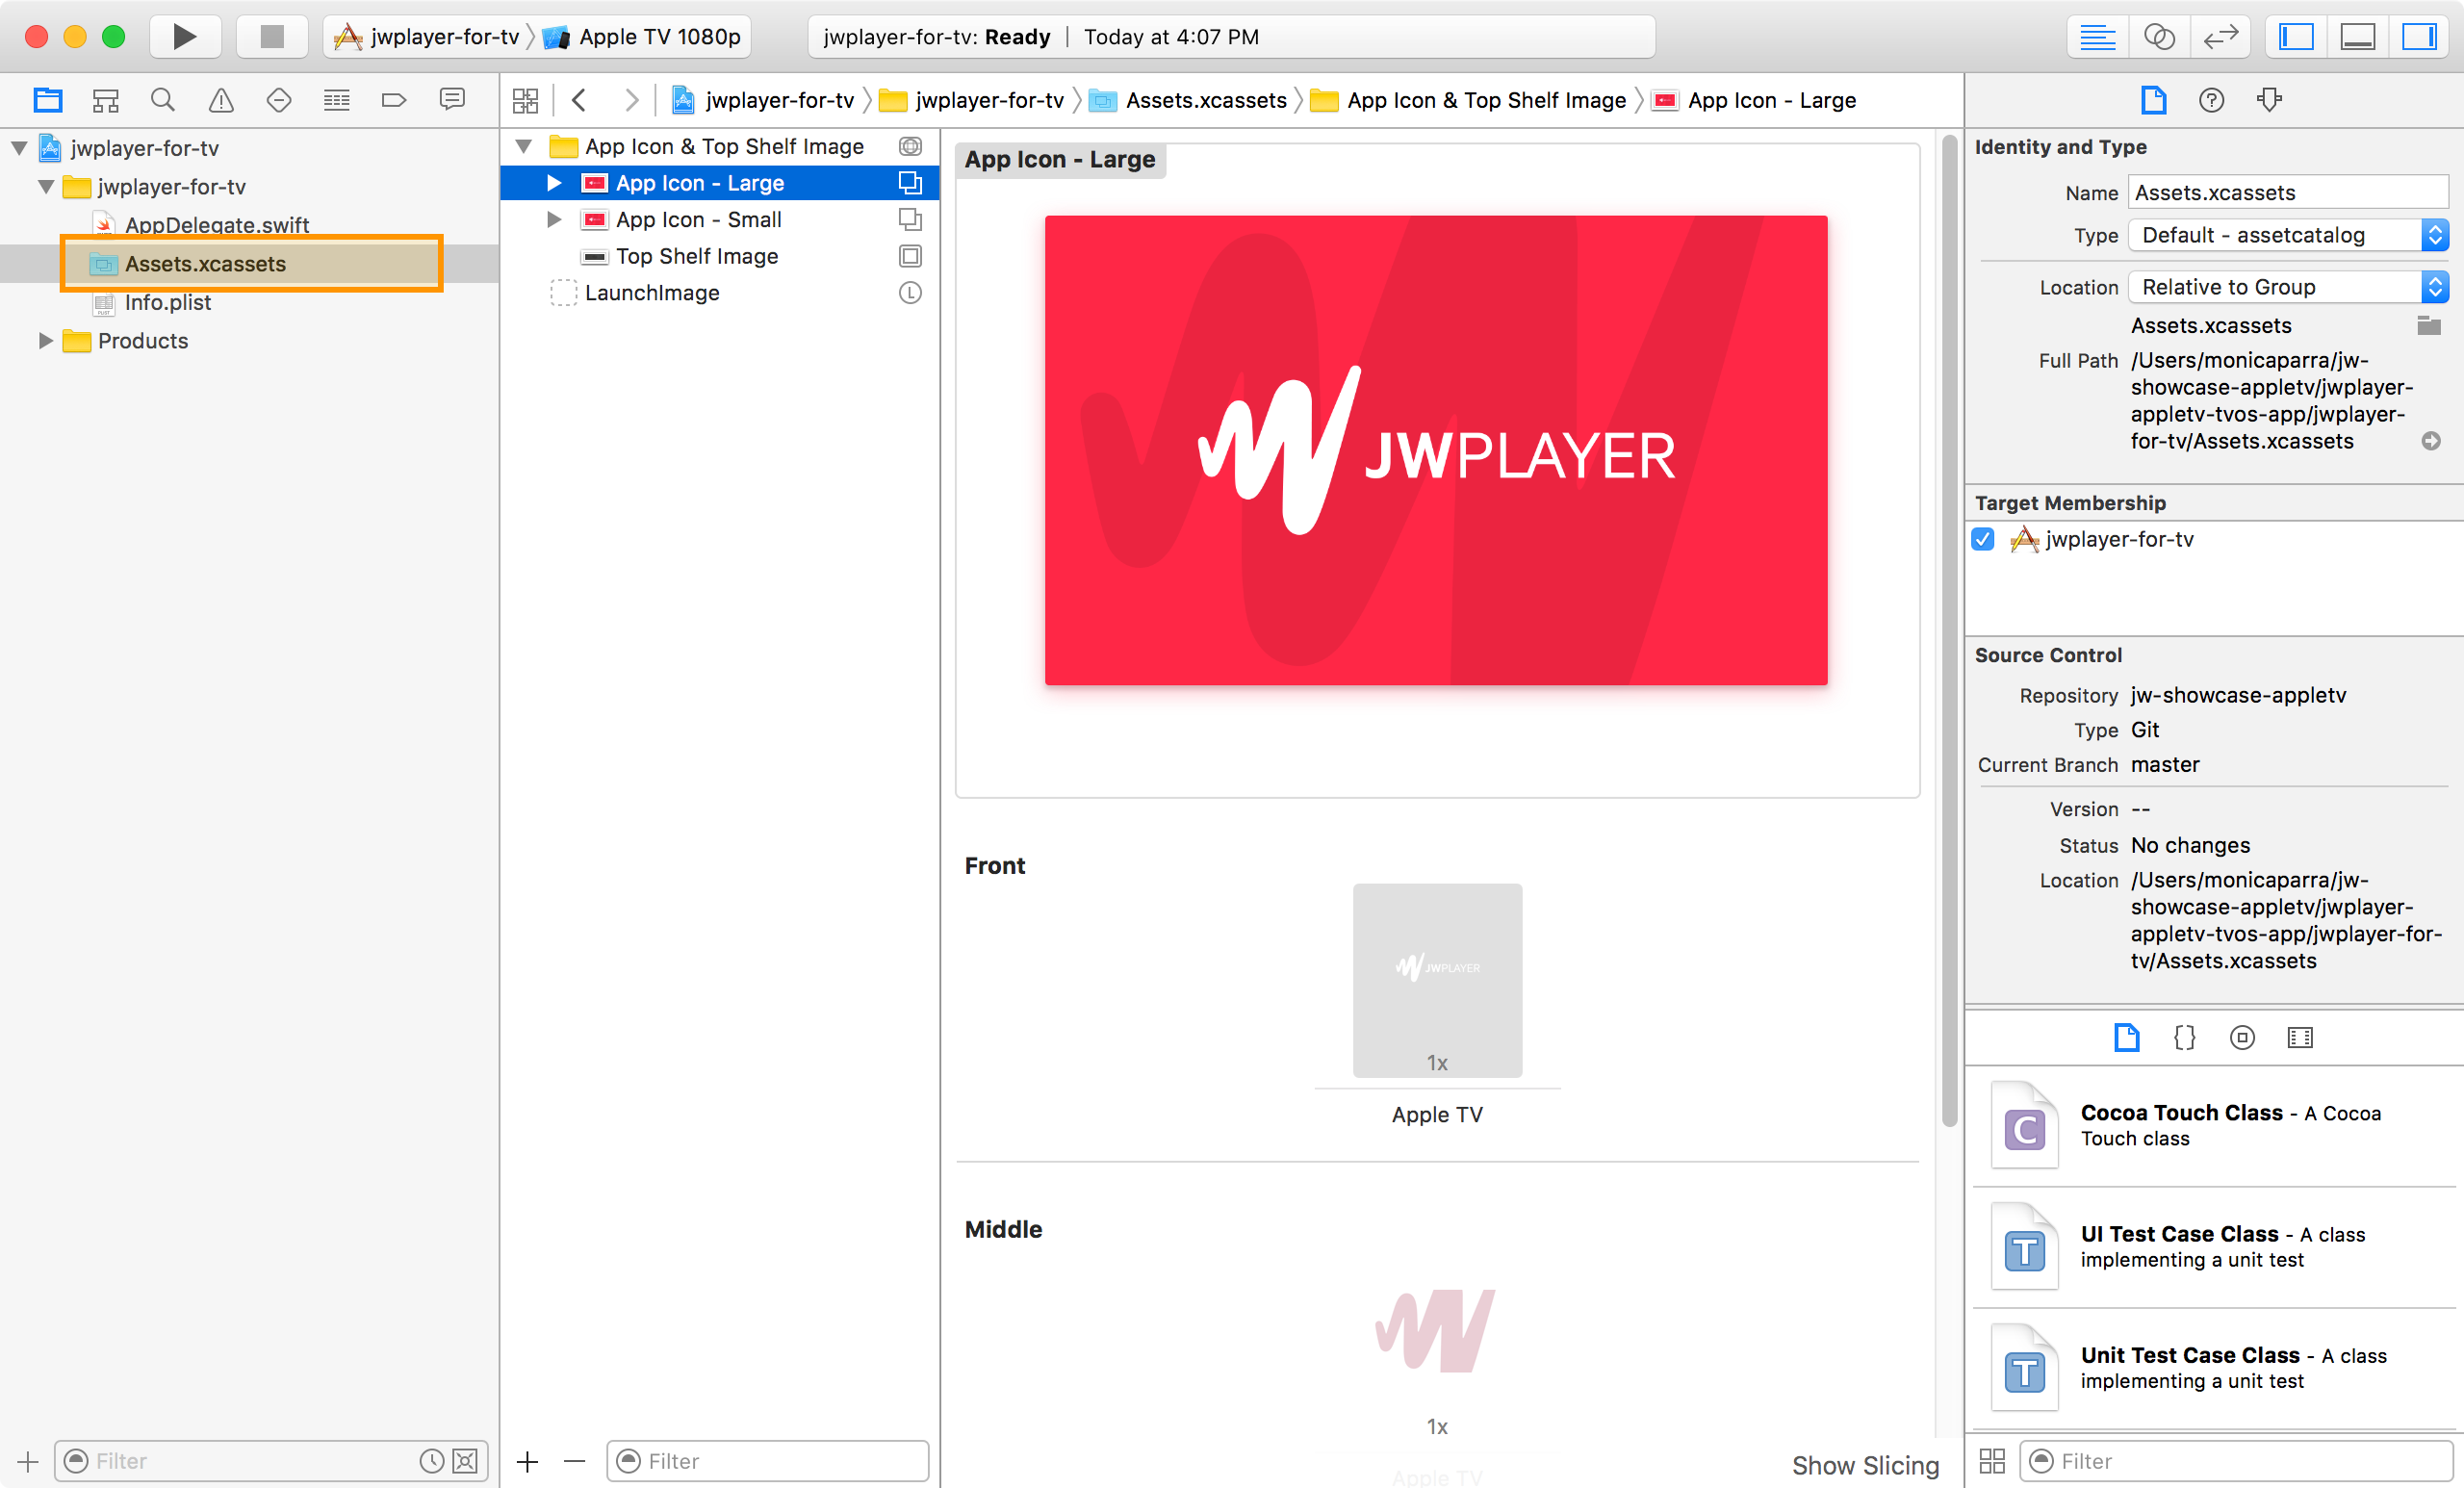 jwplayer-for-tv
Apple TV 1080p
jwplayer-for-tv: Ready | Today at 4:07 PM
jwplayer-for-tv
jwplayer-for-tv
Assets.xcassets
App Icon & Top Shelf Image
App Icon - Large
jwplayer-for-tv
jwplayer-for-tv
AppDelegate.swift
Assets.xcassets
Info.plist
Products
Filter
App Icon & Top Shelf Image
App Icon - Large
App Icon - Small
Top Shelf Image
LaunchImage
L
Filter
App Icon - Large
JWPLAYER
Front
JWPLAYER
1x
Apple TV
Middle
1x
Apple TV
Show Slicing
Identity and Type
Name Assets.xcassets
Type Default - assetcatalog
Location Relative to Group
Assets.xcassets
Full Path /Users/monicaparra/jw-
showcase-appletv/jwplayer-
appletv-tvos-app/jwplayer-
for-tv/Assets.xcassets
Target Membership
jwplayer-for-tv
Source Control
Repository jw-showcase-appletv
Type Git
Current Branch master
Version --
Status No changes
Location /Users/monicaparra/jw-
showcase-appletv/jwplayer-
appletv-tvos-app/jwplayer-for-
tv/Assets.xcassets
{}
C
Cocoa Touch Class - A Cocoa
Touch class
T
UI Test Case Class - A class
implementing a unit test
T
Unit Test Case Class - A class
implementing a unit test
Filter